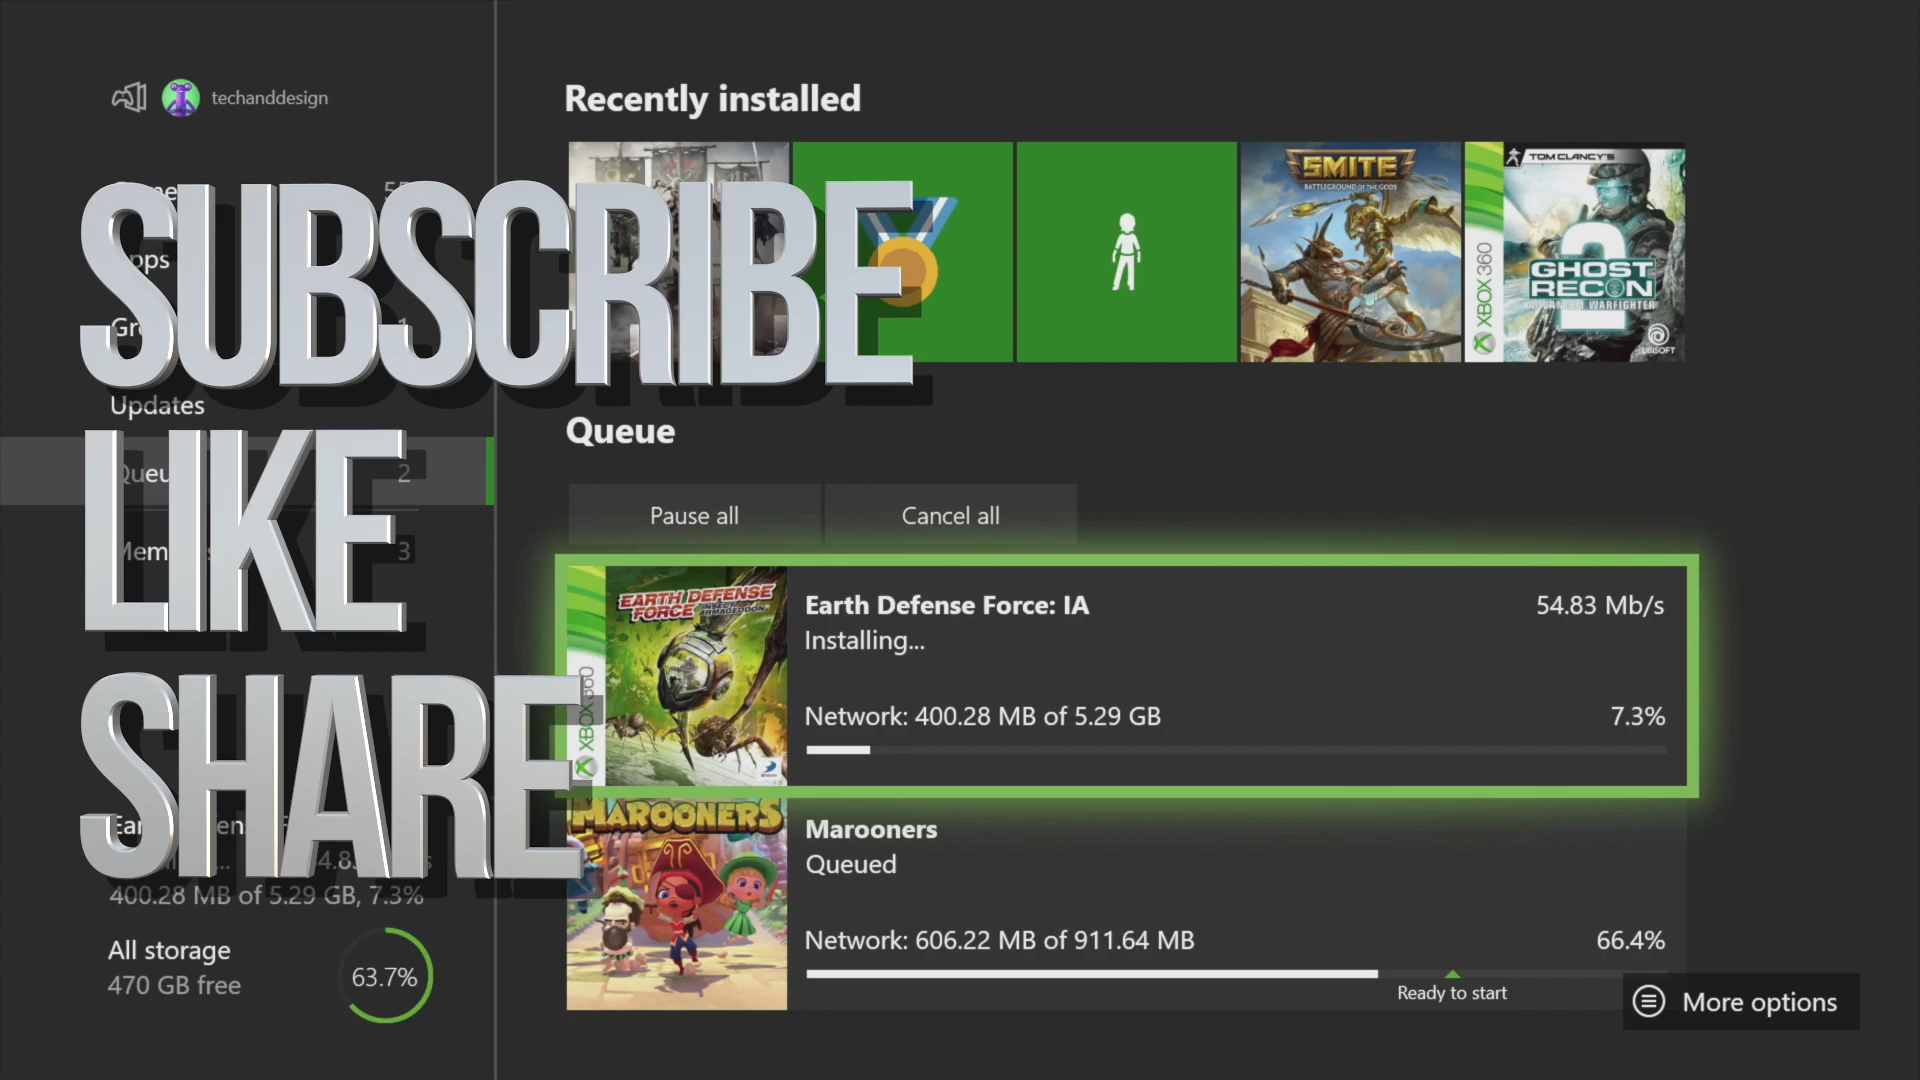 techanddesign
Recently installed
SUBSCRIBE
LIKE
SHARE
Updates
2
3
400.28 MB of 5.29 GB, 7.3%
All storage
470 GB free
63.7%
SMITE
BATTLEGROUND OF THE GODS
XBOX 360
TOM CLANCY'S
GHOST
RECON
2
ADVANCED WARFIGHTER
UBISOFT
Queue
Pause all
Cancel all
XBOX 360
EARTH DEFENSE
FORCE
INSECT
ARMAGEDDON
Earth Defense Force: IA
54.83 Mb/s
Installing...
Network: 400.28 MB of 5.29 GB
7.3%
MAROONERS
Marooners
Queued
Network: 606.22 MB of 911.64 MB
66.4%
Ready to start
More options